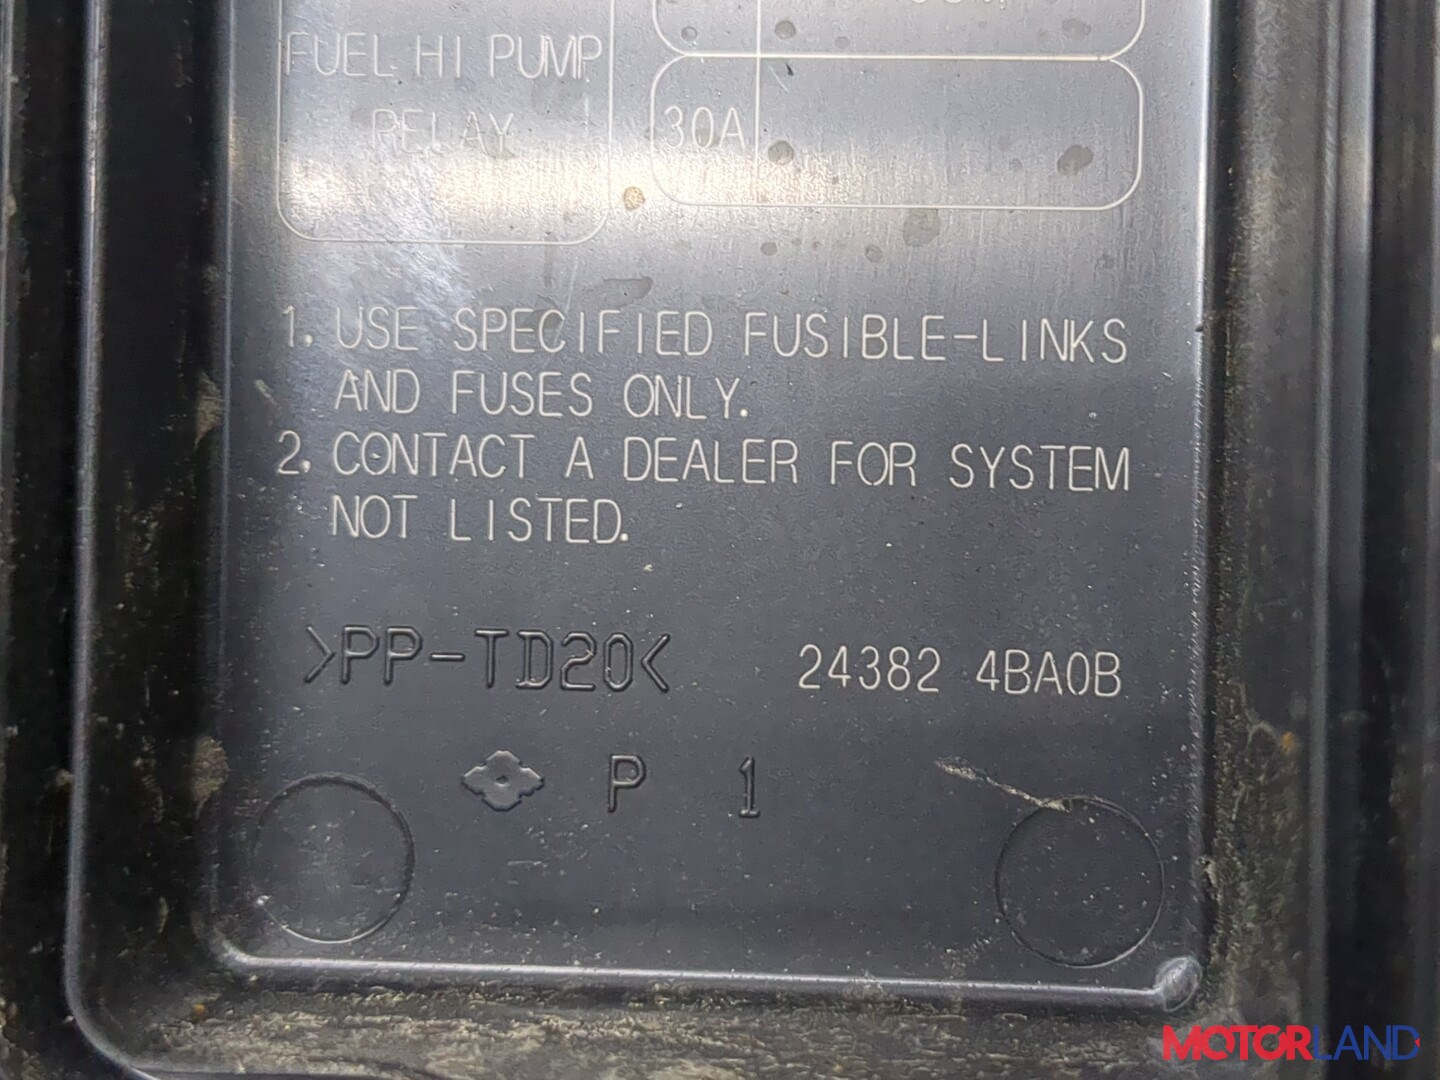 FUEL HI PUMP
RELAY
30A
1. USE SPECIFIED FUSIBLE-LINKS
AND FUSES ONLY.
2. CONTACT A DEALER FOR SYSTEM
NOT LISTED.
>PP-TD20<
24382 4BA0B
P 1
MOTORLAND